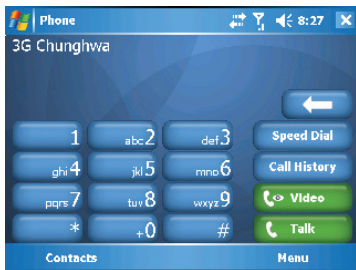 Phone 8:27
3G Chunghwa
1 abc2 def3 Speed Dial
ghi4 jkl5 mno6 Call History
pqrs7 tuv8 wxyz9 Video
* +0 # Talk
Contacts Menu